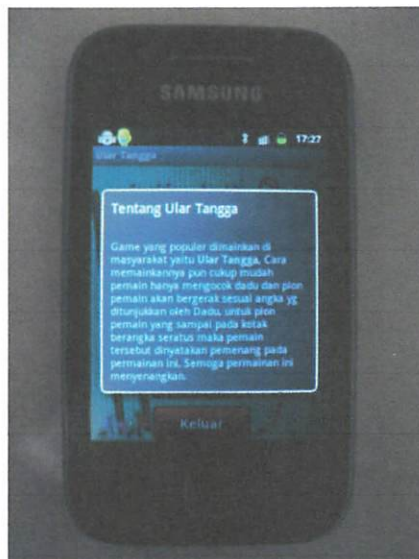 SAMSUNG
17:27
Ular Tangga
Tentang Ular Tangga
Game yang populer dimainkan di
masyarakat yaitu Ular Tangga, Cara
memainkannya pun cukup mudah
pemain hanya mengocok dadu dan pion
pemain akan bergerak sesuai angka yg
ditunjukkan oleh Dadu, untuk pion
pemain yang sampai pada kotak
berangka seratus maka pemain
tersebut dinyatakan pemenang pada
permainan ini. Semoga permainan ini
menyenangkan.
Keluar